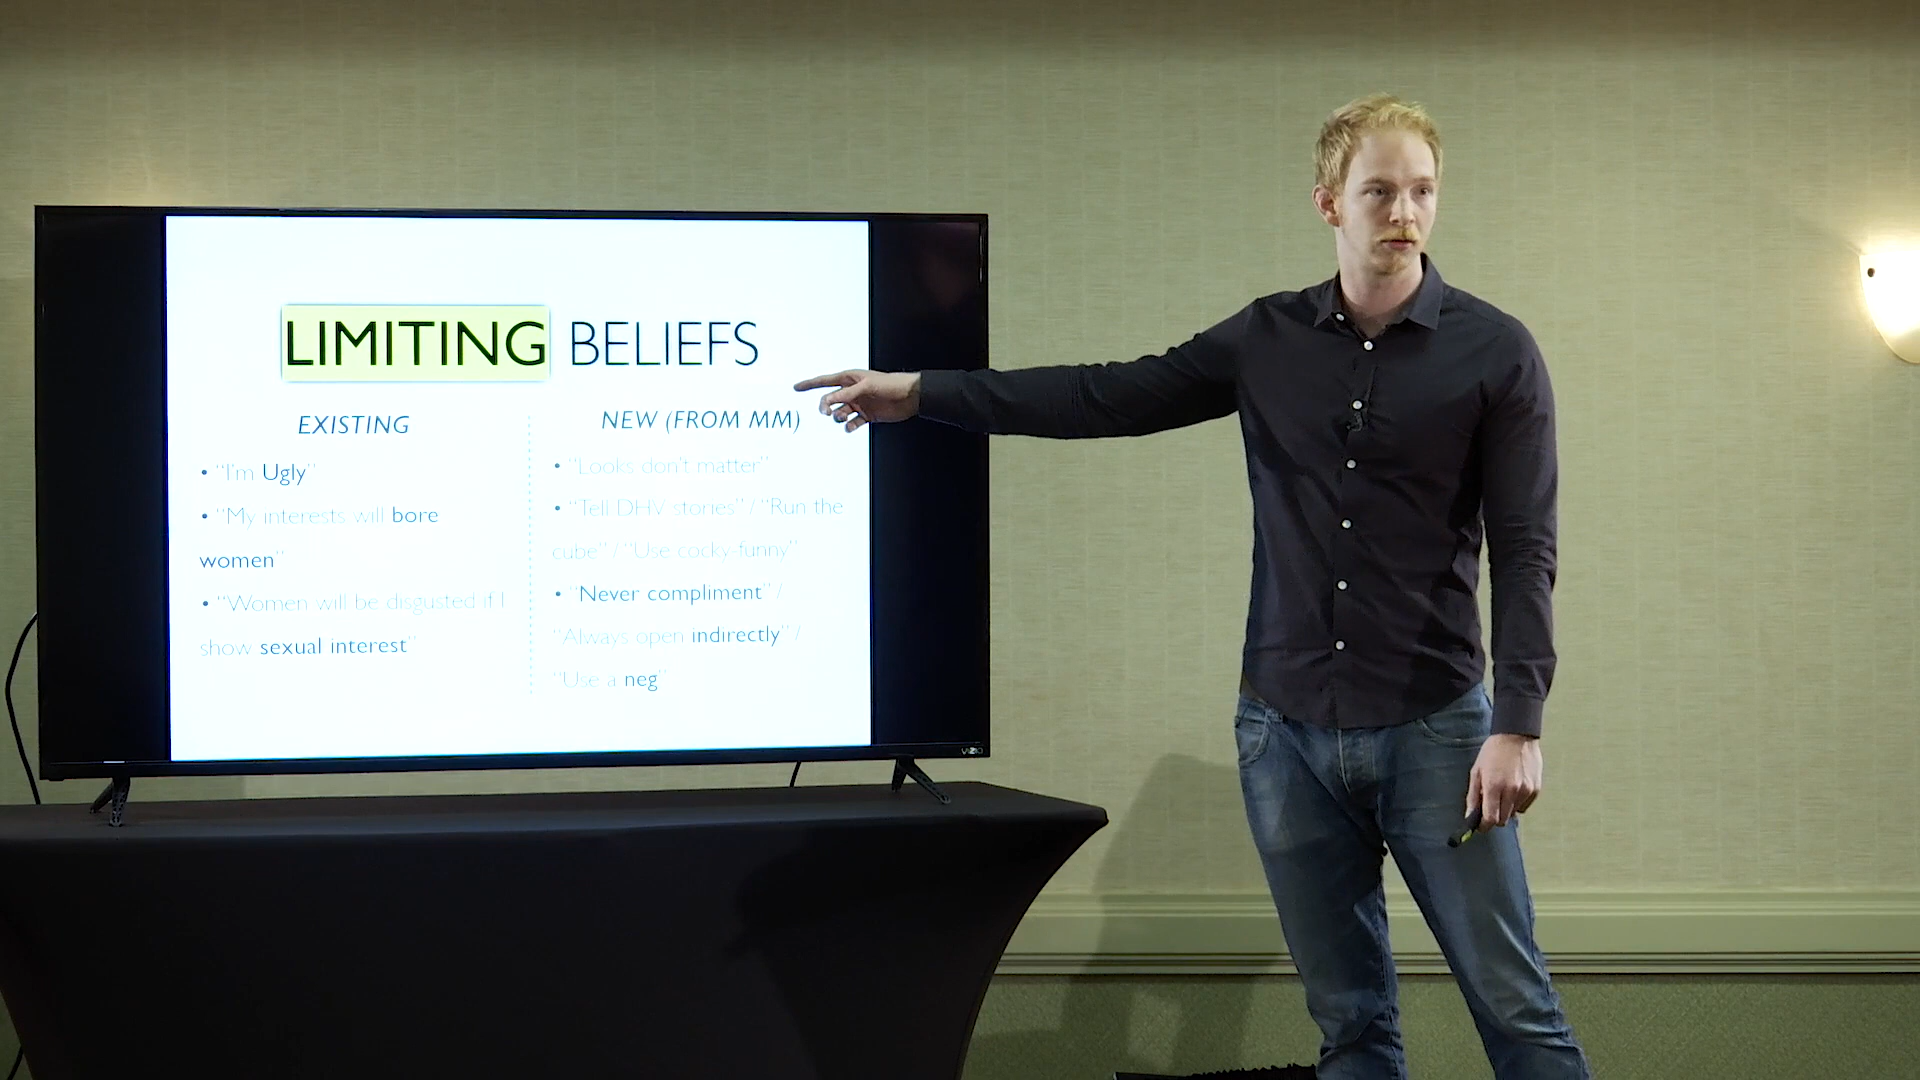 LIMITING BELIEFS
EXISTING
• "I'm Ugly"
• "My interests will bore
women"
• "Women will be disgusted if I
show sexual interest"
NEW (FROM MM)
• "Looks don't matter"
• "Tell DHV stories" / "Run the
cube" / "Use cocky-funny"
• "Never compliment" /
"Always open indirectly" /
"Use a neg"
VIZIO